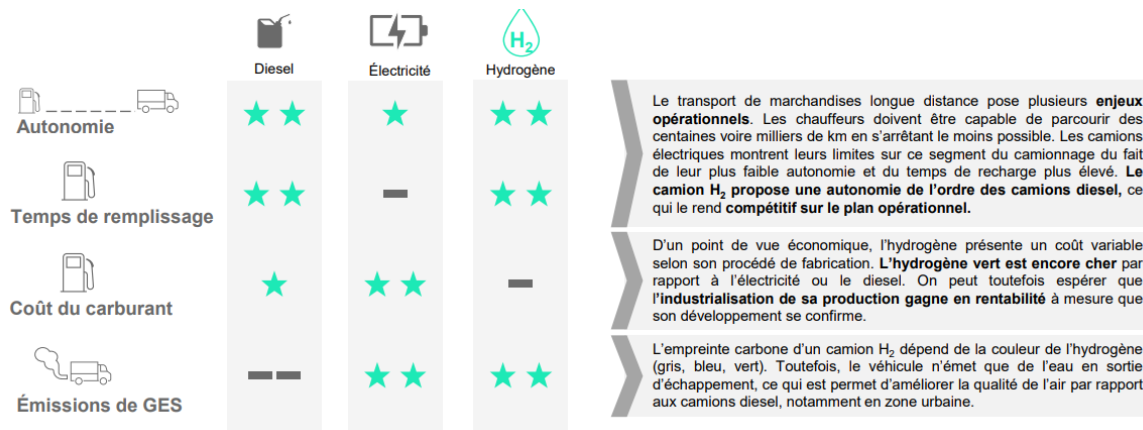 H2
Diesel
Électricité
Hydrogène
Autonomie
Temps de remplissage
Coût du carburant
Émissions de GES
Le transport de marchandises longue distance pose plusieurs enjeux
opérationnels. Les chauffeurs doivent être capable de parcourir des
centaines voire milliers de km en s'arrêtant le moins possible. Les camions
électriques montrent leurs limites sur ce segment du camionnage du fait
de leur plus faible autonomie et du temps de recharge plus élevé. Le
camion H2 propose une autonomie de l'ordre des camions diesel, ce
qui le rend compétitif sur le plan opérationnel.
D'un point de vue économique, l'hydrogène présente un coût variable
selon son procédé de fabrication. L'hydrogène vert est encore cher par
rapport à l'électricité ou le diesel. On peut toutefois espérer que
l'industrialisation de sa production gagne en rentabilité à mesure que
son développement se confirme.
L'empreinte carbone d'un camion H2 dépend de la couleur de l'hydrogène
(gris, bleu, vert). Toutefois, le véhicule n'émet que de l'eau en sortie
d'échappement, ce qui est permet d'améliorer la qualité de l'air par rapport
aux camions diesel, notamment en zone urbaine.